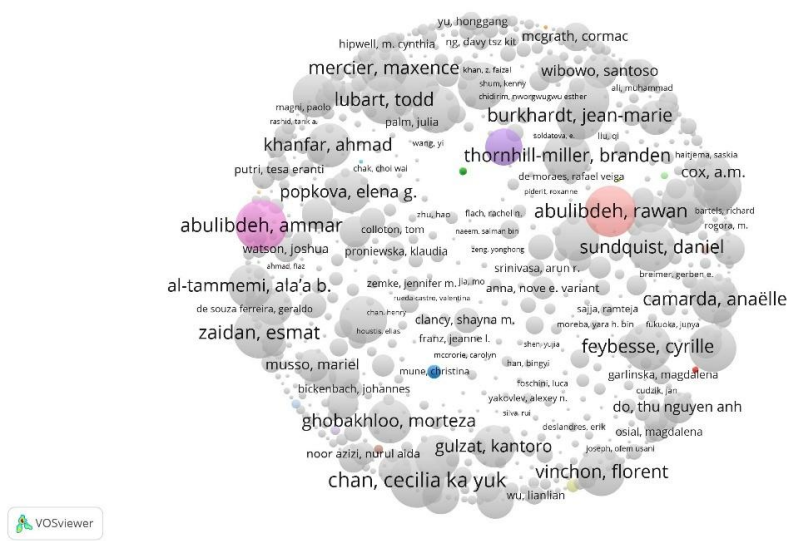 yu, honggang
mcgrath, cormac
hipwell, m. cynthia
ng, davy tsz kit
mercier, maxence
khan, z. faizal
wibowo, santoso
shum, kenny
ali, muhammad
lubart, todd
chidirim, nworgwugwu esther
magni, paolo
burkhardt, jean-marie
rashid, tarik a.
palm, julia
soldatova, e.
liu, qi
khanfar, ahmad
wang, yi
thornhill-miller, branden
haitjema, saskia
putri, tesa eranti
chak, choi wai
de moraes, rafael veiga
cox, a.m.
popkova, elena g.
piderit, roxanne
abulibdeh, rawan
bartels, richard
zhu, hao
flach, rachel n.
abulibdeh, ammar
colloton, tom
naeem, salman bin
rogora, m.
watson, joshua
proniewska, klaudia
zeng, yonghong
sundquist, daniel
ahmad, fiaz
srinivasa, arun r.
breimer, gerben e.
al-tammemi, ala'a b.
zemke, jennifer m.
jia, mo
anna, nove e. variant
rueda castro, valentina
camarda, anaëlle
de souza ferreira, geraldo
chan, henry
sajja, ramteja
clancy, shayna m.
moreba, yara h. bin
fukuoka, junya
zaidan, esmat
houstis, elias
franz, jeanne l.
shen, yujia
feybesse, cyrille
mccrorie, carolyn
musso, mariel
mune, christina
han, bingyi
garlinska, magdalena
bickenbach, johannes
foschini, luca
cudzik, jan
yakovlev, alexey n.
do, thu nguyen anh
silva, rui
ghobakhloo, morteza
deslandres, erik
osial, magdalena
gulzat, kantoro
joseph, ofem usani
noor azizi, nurul aida
vinchon, florent
chan, cecilia ka yuk
wu, lianlian
VOSviewer